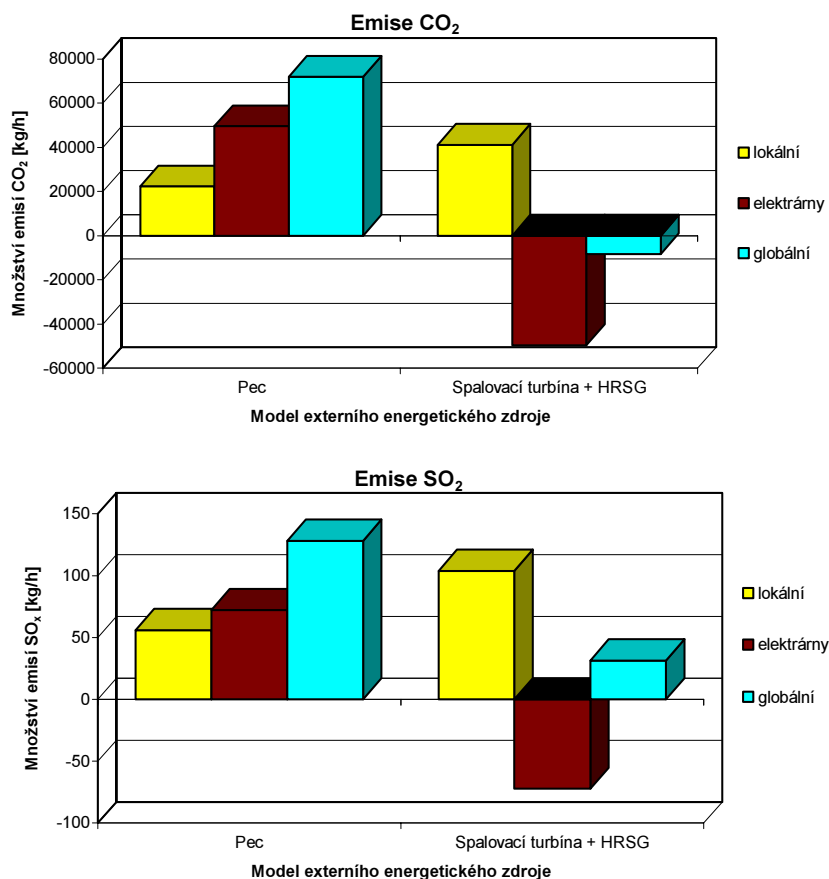 Emise CO₂
Množství emisí CO₂ [kg/h]
80000
60000
40000
20000
0
-20000
-40000
-60000
Pec
Spalovací turbína + HRSG
Model externího energetického zdroje
lokální
elektrárny
globální
Emise SO₂
Množství emisí SOₓ [kg/h]
150
100
50
0
-50
-100
Pec
Spalovací turbína + HRSG
Model externího energetického zdroje
lokální
elektrárny
globální